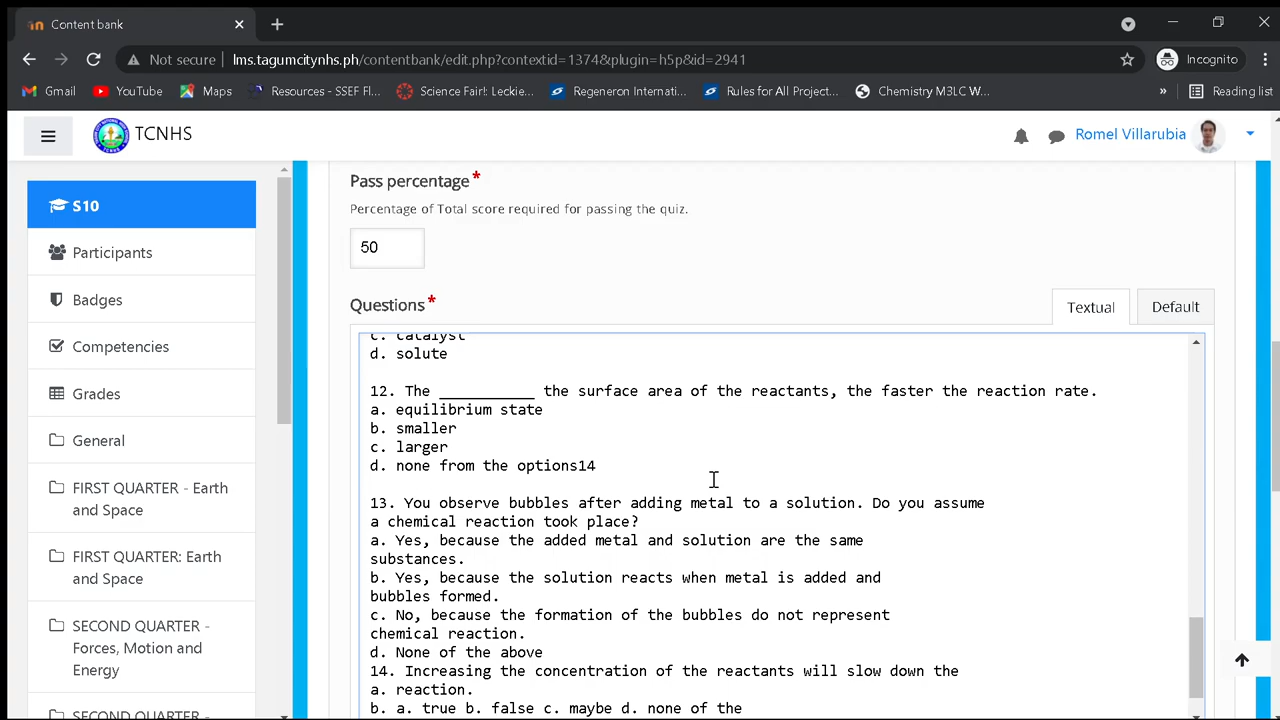 Content bank
Not secure lms.tagumcitynhs.ph/contentbank/edit.php?contextid=1374&plugin=h5p&id=2941 Incognito
Gmail YouTube Maps Resources - SSEF Fl... Science Fair!: Leckie... Regeneron Internati... Rules for All Project... Chemistry M3LC W... » Reading list
TCNHS Romel Villarubia
S10
Participants
Badges
Competencies
Grades
General
FIRST QUARTER - Earth
and Space
FIRST QUARTER: Earth
and Space
SECOND QUARTER -
Forces, Motion and
Energy
SECOND QUARTER -
Pass percentage*
Percentage of Total score required for passing the quiz.
50
Questions*
Textual Default
c. catalyst
d. solute
12. The ___________ the surface area of the reactants, the faster the reaction rate.
a. equilibrium state
b. smaller
c. larger
d. none from the options14
13. You observe bubbles after adding metal to a solution. Do you assume
a chemical reaction took place?
a. Yes, because the added metal and solution are the same
substances.
b. Yes, because the solution reacts when metal is added and
bubbles formed.
c. No, because the formation of the bubbles do not represent
chemical reaction.
d. None of the above
14. Increasing the concentration of the reactants will slow down the
a. reaction.
b. a. true b. false c. maybe d. none of the